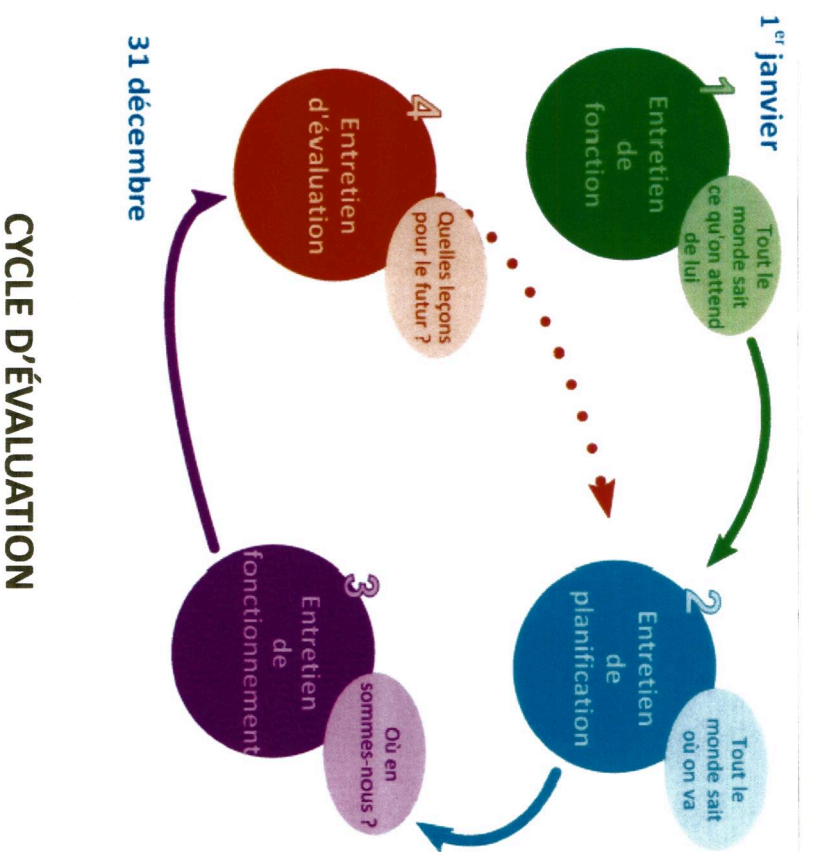 1er janvier
1
Entretien
de
fonction
Tout le
monde sait
ce qu'on attend
de lui
2
Entretien
de
planification
Tout le
monde sait
où on va
3
Entretien
de
fonctionnement
Où en
sommes-nous ?
4
Entretien
d'évaluation
Quelles leçons
pour le futur ?
31 décembre
CYCLE D'ÉVALUATION